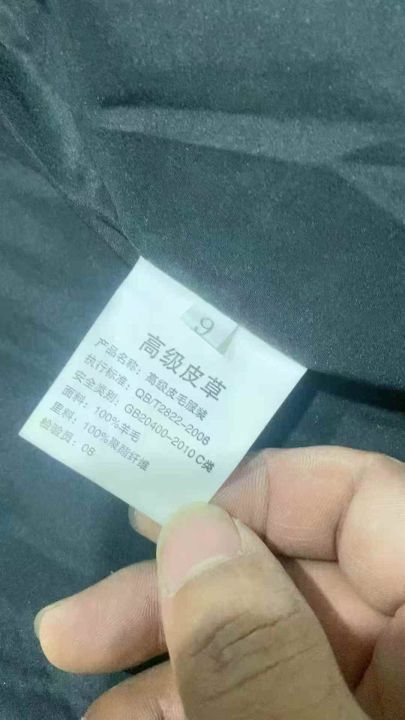 9
高级皮草
产品名称：高级皮毛服装
执行标准：QB/T2822-2006
安全类别：GB20400-2010 C类
面料：100%羊毛
里料：100%聚酯纤维
检验员：08